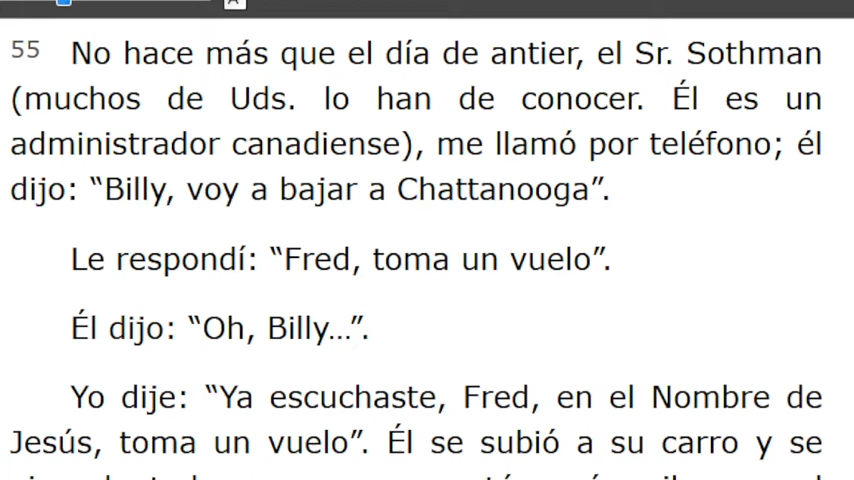 55 No hace más que el día de antier, el Sr. Sothman
(muchos de Uds. lo han de conocer. Él es un
administrador canadiense), me llamó por teléfono; él
dijo: “Billy, voy a bajar a Chattanooga”.
Le respondí: “Fred, toma un vuelo”.
Él dijo: “Oh, Billy…”.
Yo dije: “Ya escuchaste, Fred, en el Nombre de
Jesús, toma un vuelo”. Él se subió a su carro y se